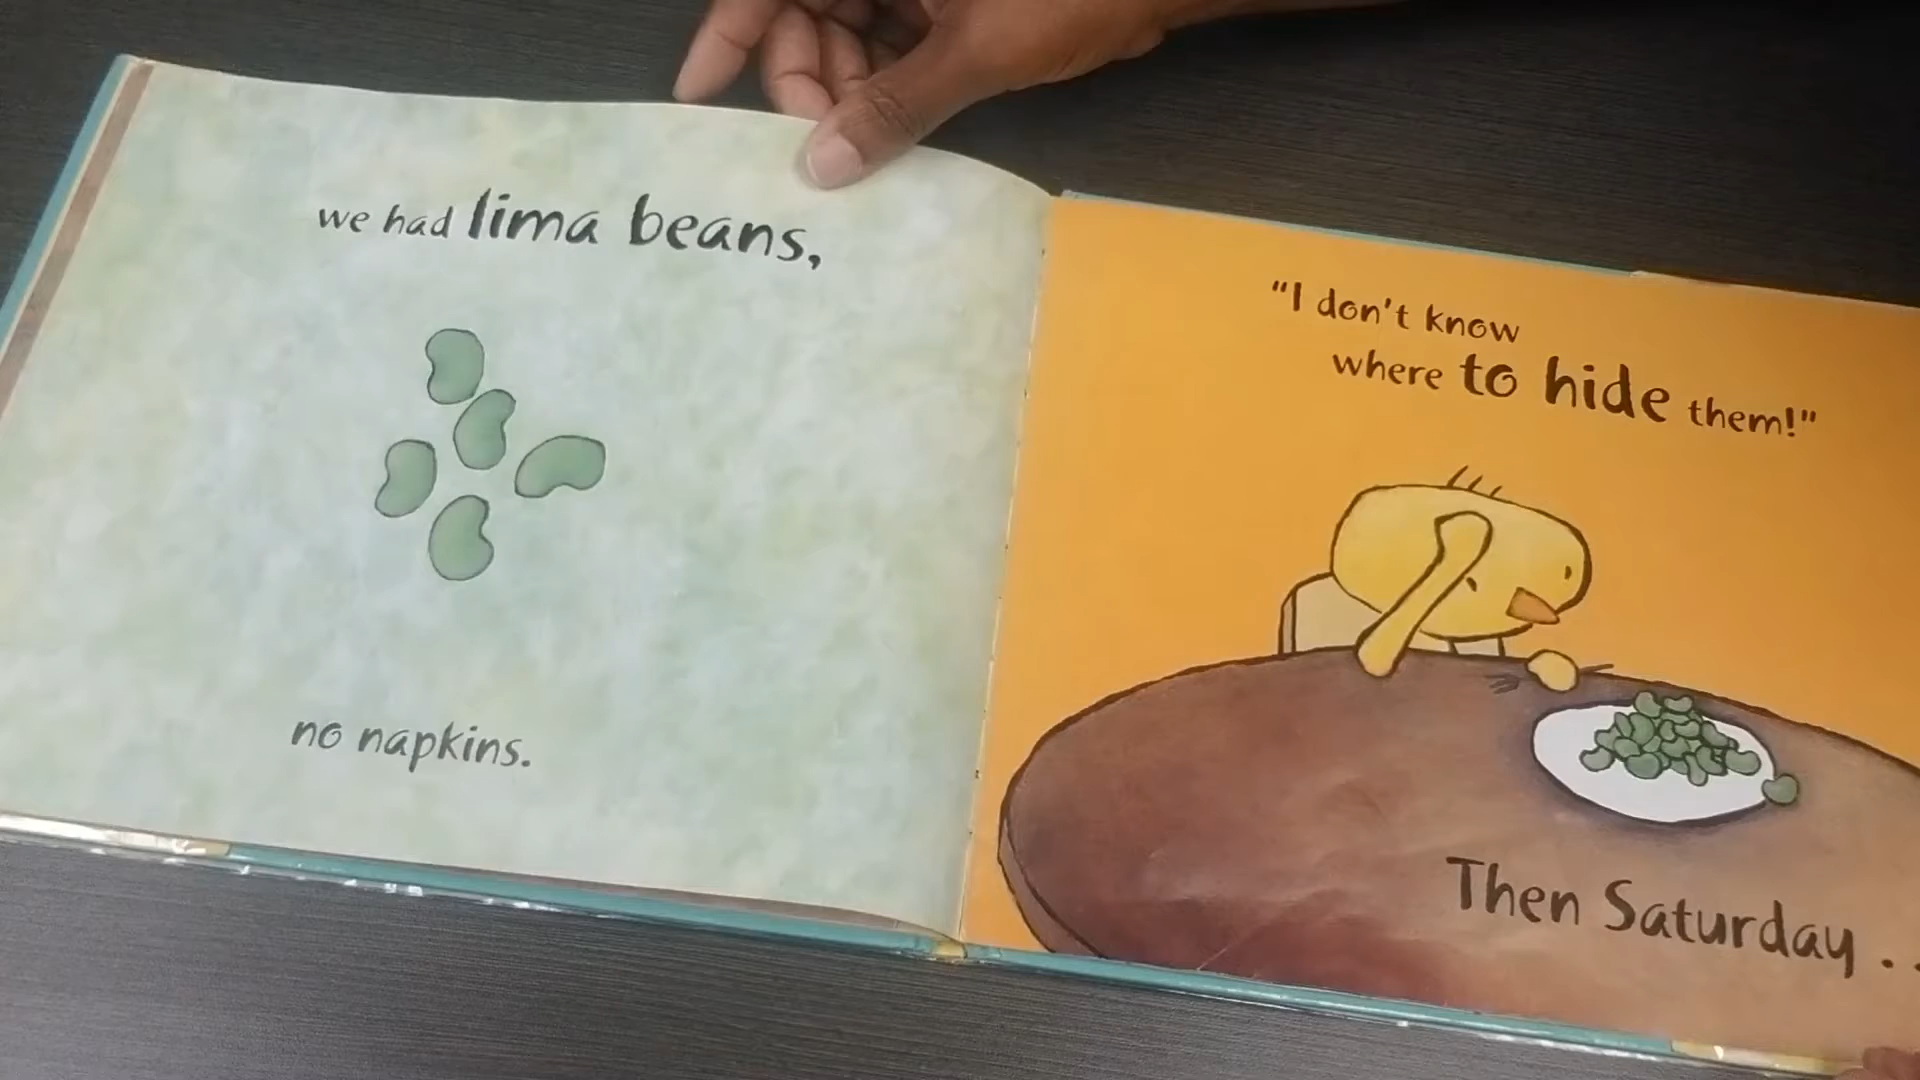 we had lima beans,
no napkins.
"I don't know
where to hide them!"
Then Saturday . .